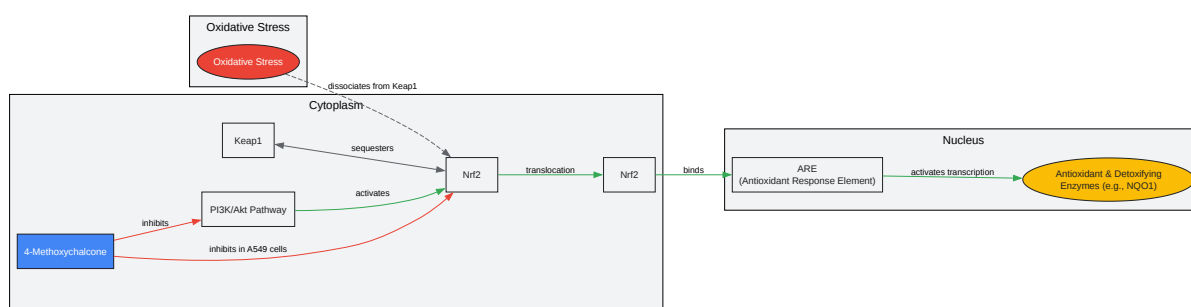 Oxidative Stress
Oxidative Stress
dissociates from Keap1
Cytoplasm
Keap1
sequesters
Nrf2
translocation
Nrf2
binds
PI3K/Akt Pathway
activates
inhibits
4-Methoxychalcone
inhibits in A549 cells
Nucleus
ARE
(Antioxidant Response Element)
activates transcription
Antioxidant & Detoxifying
Enzymes (e.g., NQO1)